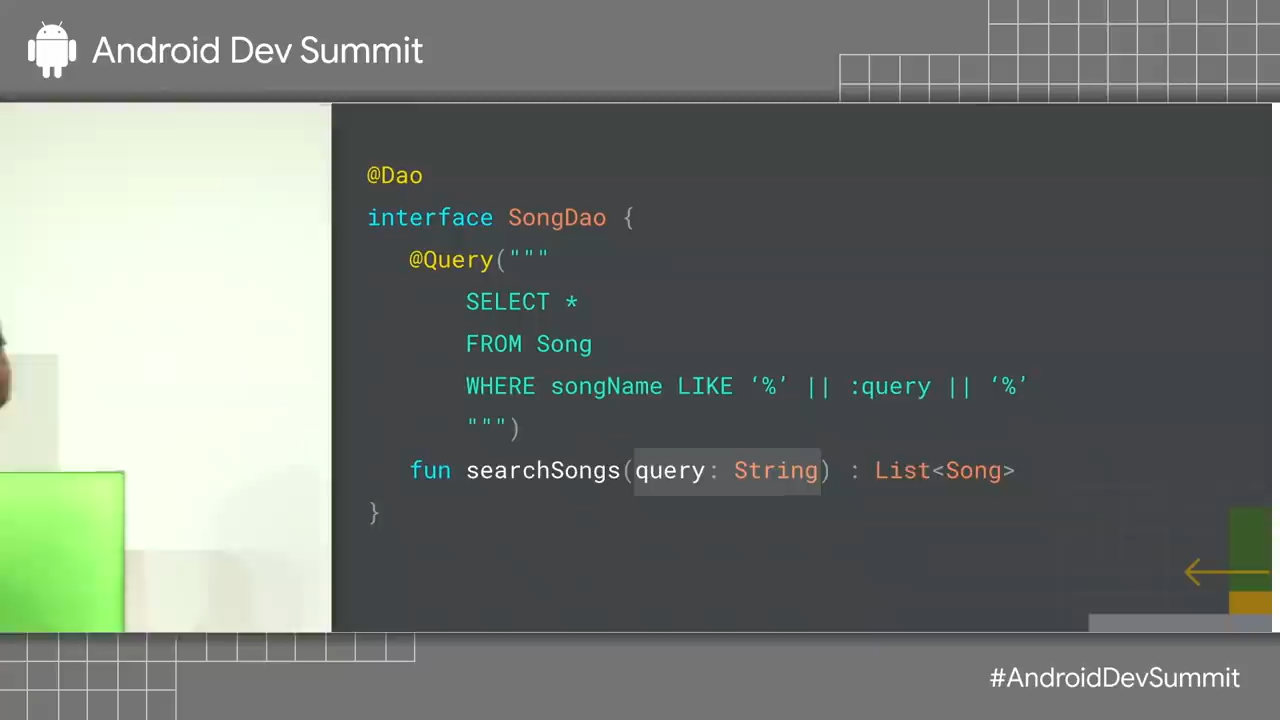 Android Dev Summit
@Dao
interface SongDao {
@Query("""
SELECT *
FROM Song
WHERE songName LIKE ‘%’ || :query || ‘%’
""")
fun searchSongs(query: String) : List<Song>
}
#AndroidDevSummit